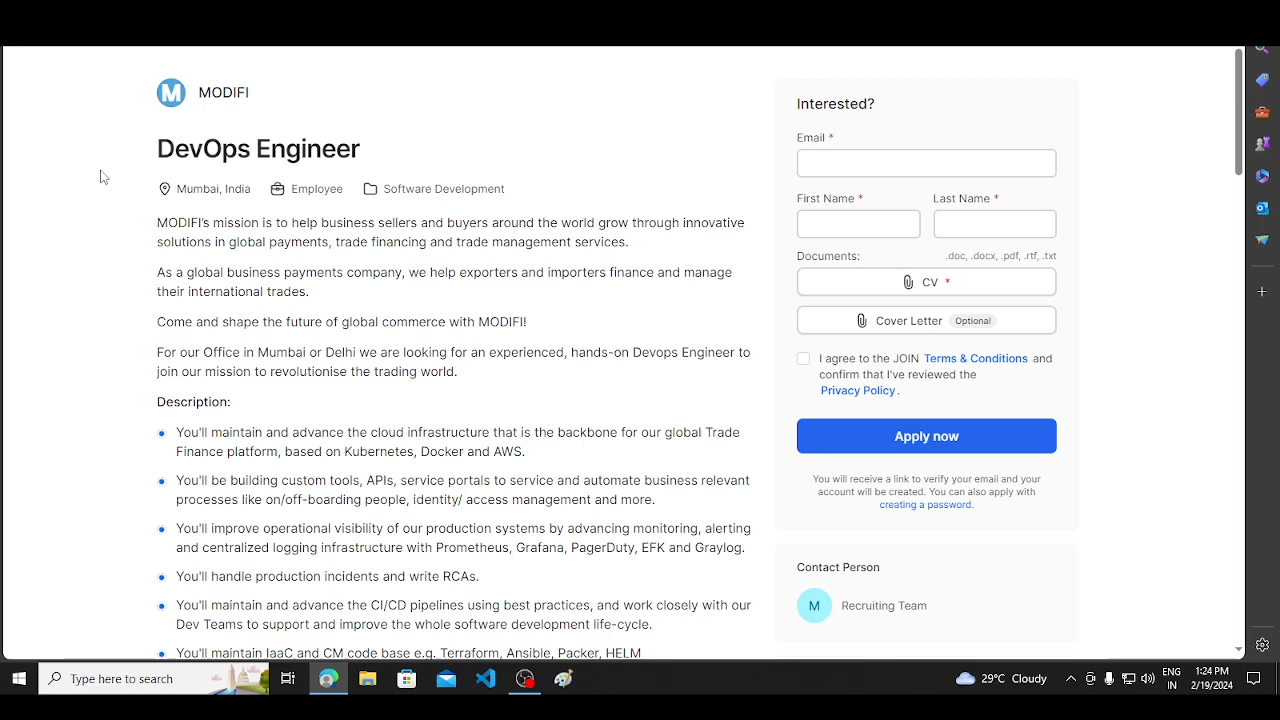 M MODIFI
DevOps Engineer
Mumbai, India Employee Software Development
MODIFI's mission is to help business sellers and buyers around the world grow through innovative
solutions in global payments, trade financing and trade management services.
As a global business payments company, we help exporters and importers finance and manage
their international trades.
Come and shape the future of global commerce with MODIFI!
For our Office in Mumbai or Delhi we are looking for an experienced, hands-on Devops Engineer to
join our mission to revolutionise the trading world.
Description:
You'll maintain and advance the cloud infrastructure that is the backbone for our global Trade
Finance platform, based on Kubernetes, Docker and AWS.
You'll be building custom tools, APIs, service portals to service and automate business relevant
processes like on/off-boarding people, identity/ access management and more.
You'll improve operational visibility of our production systems by advancing monitoring, alerting
and centralized logging infrastructure with Prometheus, Grafana, PagerDuty, EFK and Graylog.
You'll handle production incidents and write RCAs.
You'll maintain and advance the CI/CD pipelines using best practices, and work closely with our
Dev Teams to support and improve the whole software development life-cycle.
You'll maintain IaaC and CM code base e.g. Terraform, Ansible, Packer, HELM
Interested?
Email *
First Name * Last Name *
Documents: .doc, .docx, .pdf, .rtf, .txt
CV *
Cover Letter Optional
I agree to the JOIN Terms & Conditions and
confirm that I've reviewed the
Privacy Policy.
Apply now
You will receive a link to verify your email and your
account will be created. You can also apply with
creating a password.
Contact Person
M Recruiting Team
Type here to search
29°C Cloudy
ENG
IN
1:24 PM
2/19/2024